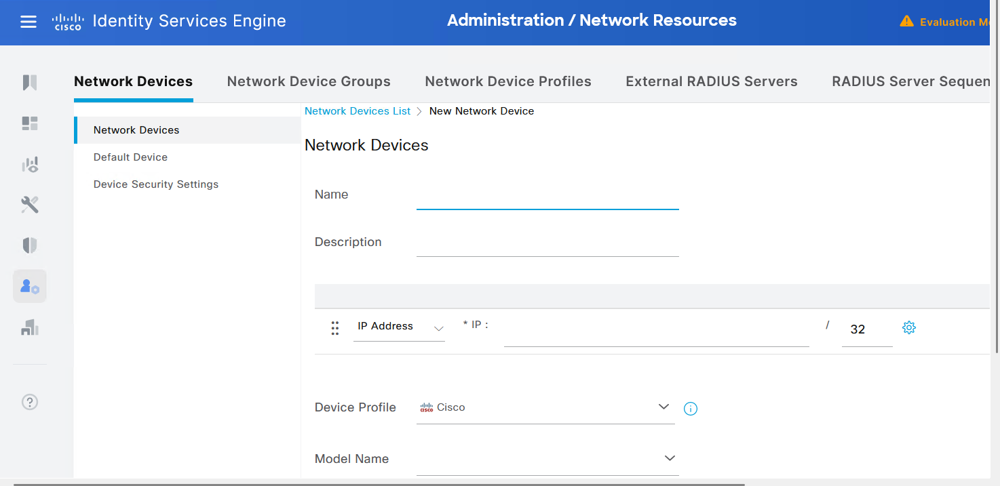 CISCO Identity Services Engine
Administration / Network Resources
Evaluation Mo
Network Devices
Network Device Groups
Network Device Profiles
External RADIUS Servers
RADIUS Server Sequen
Network Devices
Default Device
Device Security Settings
Network Devices List > New Network Device
Network Devices
Name
Description
IP Address
* IP :
/
32
Device Profile
CISCO Cisco
Model Name